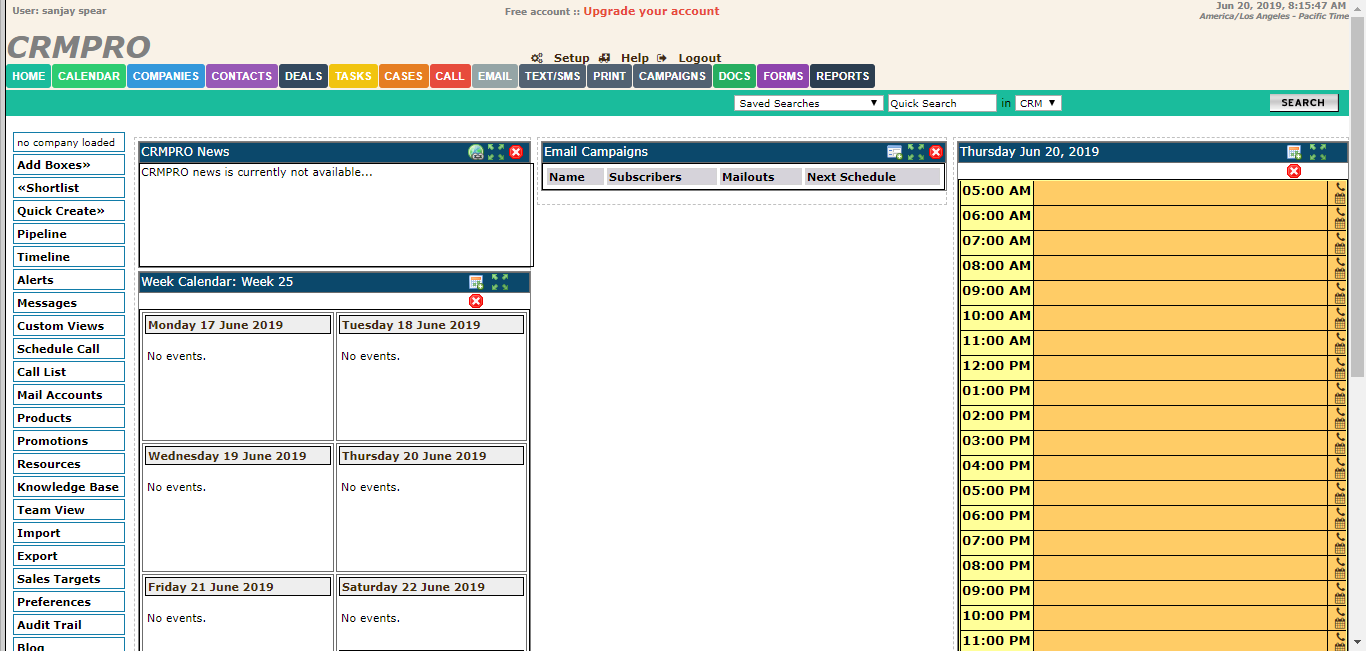 User: sanjay spear
Free account :: Upgrade your account
Jun 20, 2019, 8:15:47 AM
America/Los Angeles - Pacific Time
CRMPRO
Setup Help Logout
HOME CALENDAR COMPANIES CONTACTS DEALS TASKS CASES CALL EMAIL TEXT/SMS PRINT CAMPAIGNS DOCS FORMS REPORTS
Saved Searches Quick Search in CRM SEARCH
no company loaded
Add Boxes»
«Shortlist
Quick Create»
Pipeline
Timeline
Alerts
Messages
Custom Views
Schedule Call
Call List
Mail Accounts
Products
Promotions
Resources
Knowledge Base
Team View
Import
Export
Sales Targets
Preferences
Audit Trail
Blog
CRMPRO News
CRMPRO news is currently not available...
Week Calendar: Week 25
Monday 17 June 2019
No events.
Tuesday 18 June 2019
No events.
Wednesday 19 June 2019
No events.
Thursday 20 June 2019
No events.
Friday 21 June 2019
No events.
Saturday 22 June 2019
No events.
Email Campaigns
Name Subscribers Mailouts Next Schedule
Thursday Jun 20, 2019
05:00 AM
06:00 AM
07:00 AM
08:00 AM
09:00 AM
10:00 AM
11:00 AM
12:00 PM
01:00 PM
02:00 PM
03:00 PM
04:00 PM
05:00 PM
06:00 PM
07:00 PM
08:00 PM
09:00 PM
10:00 PM
11:00 PM